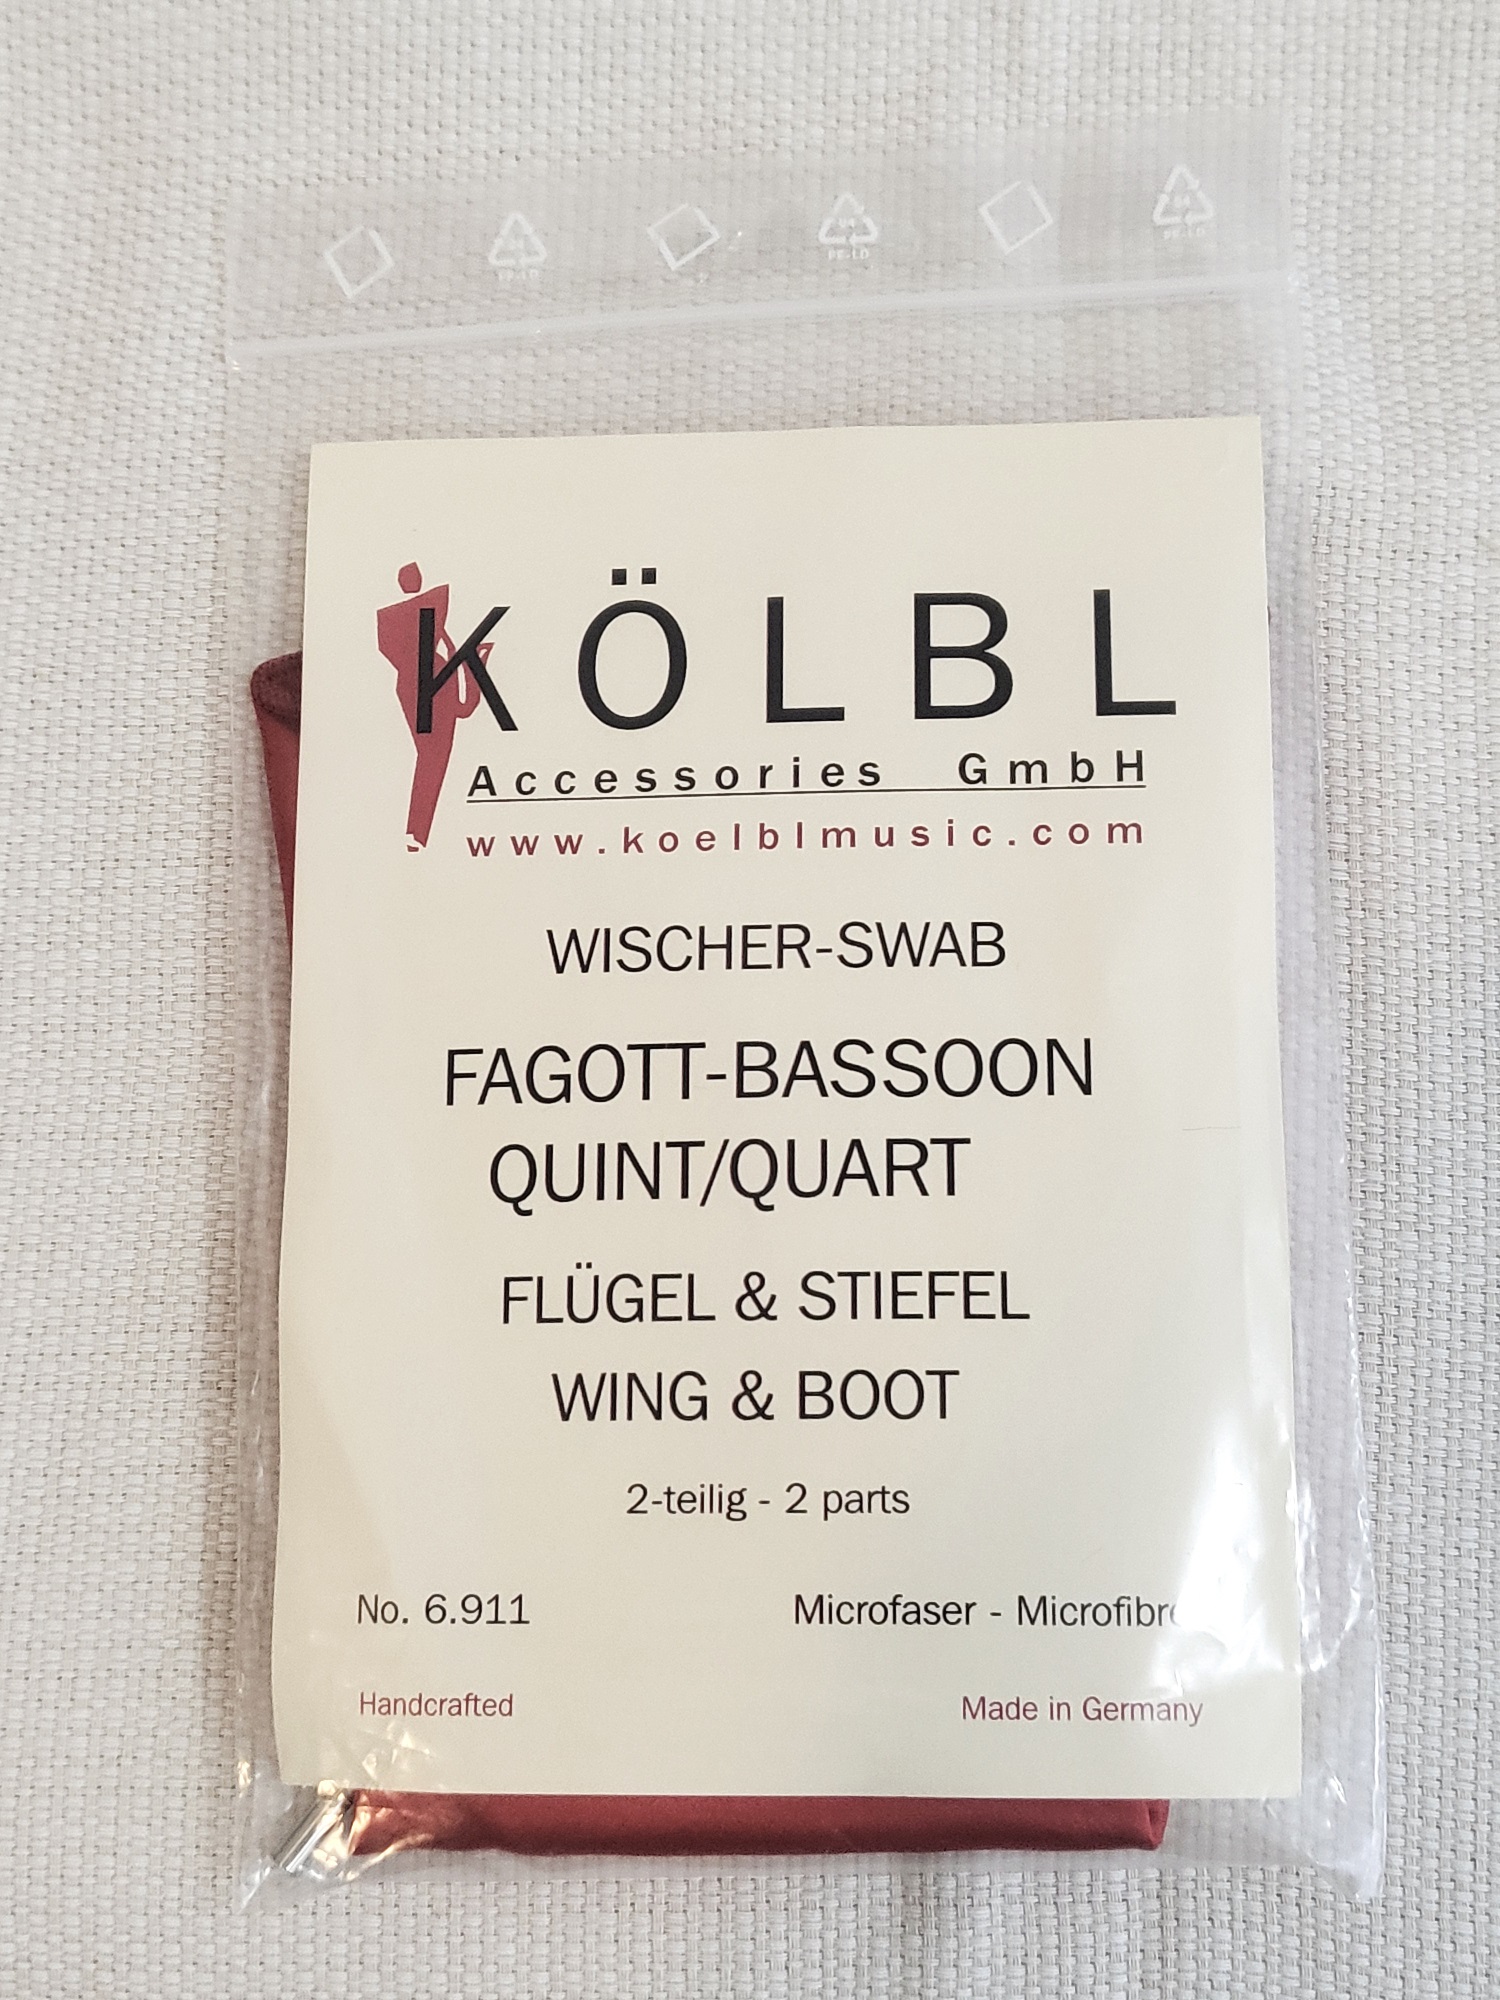 KÖLBL
Accessories GmbH
www.koelblmusic.com
WISCHER-SWAB
FAGOTT-BASSOON
QUINT/QUART
FLÜGEL & STIEFEL
WING & BOOT
2-teilig - 2 parts
No. 6.911 Microfaser - Microfibre
Handcrafted Made in Germany